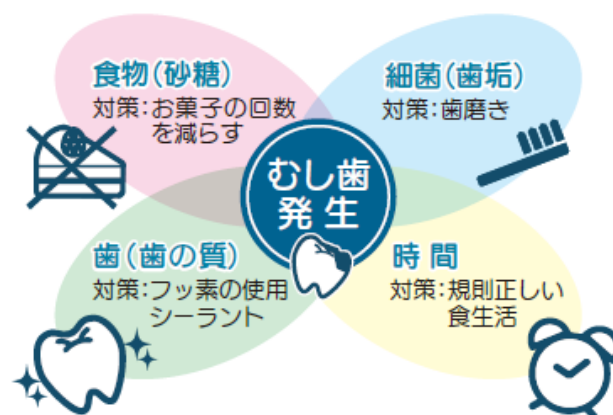 食物(砂糖)
対策:お菓子の回数
を減らす
細菌(歯垢)
対策:歯磨き
むし歯
発生
歯(歯の質)
対策:フッ素の使用
シーラント
時間
対策:規則正しい
食生活